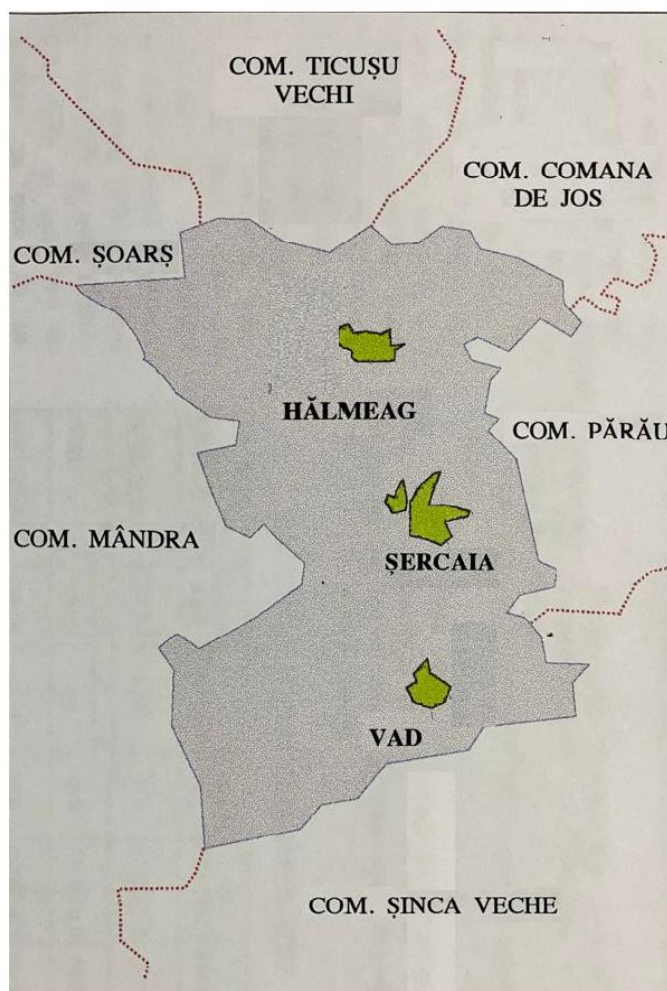 COM. TICUȘU
VECHI
COM. COMANA
DE JOS
COM. ȘOARȘ
HĂLMEAG
COM. PĂRĂU
COM. MÂNDRA
ȘERCAIA
VAD
COM. ȘINCA VECHE